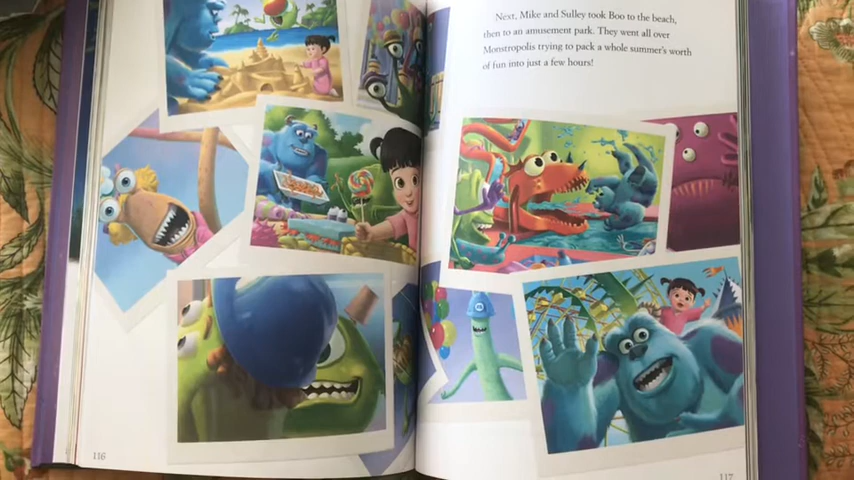 Next, Mike and Sulley took Boo to the beach,
then to an amusement park. They went all over
Monstropolis trying to pack a whole summer's worth
of fun into just a few hours!
116
117